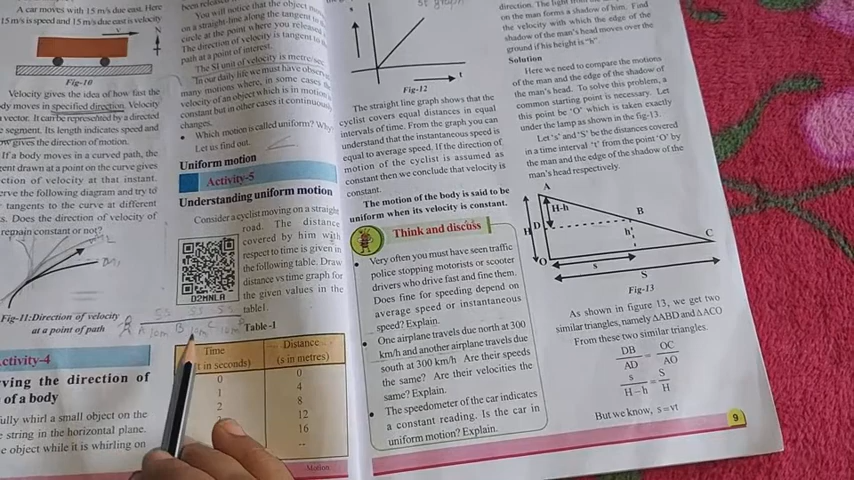 A car moves with 15 m/s due east. Here
15 m/s is speed and 15 m/s due east is velocity
v
N
S
Fig-10
Velocity gives the idea of how fast the
body moves in specified direction. Velocity
a vector. It can be represented by a directed
segment. Its length indicates speed and
gives the direction of motion.
If a body moves in a curved path, the
drawn at a point on the curve gives
direction of velocity at that instant.
the following diagram and try to
tangents to the curve at different
Does the direction of velocity
remain constant or not?
Fig-11: Direction of velocity
at a point of path
Activity-4
the direction of
of a body
whirl a small object on the
string in the horizontal plane.
object while it is whirling on
been released
You will notice that the object
on a straight-line along the tangent to the
circle at the point where you released
The direction of velocity is tangent to the
path at a point of interest.
The SI unit of velocity is metre/sec
In our daily life we must have observed
many motions where, in some cases the
velocity of an object which is in motion is
constant but in other cases it continuously
changes.
• Which motion is called uniform? Why?
Let us find out.
Uniform motion
Activity-5
Understanding uniform motion
Consider a cyclist moving on a straight
road. The distance
covered by him with
respect to time is given in
the following table. Draw
distance vs time graph for
the given values in the
table1.
D2MNLA
A 10m B 10m C 10m
Table-1
Time
(t in seconds)
Distance
(s in metres)
0 0
1 4
2 8
12
16
..
Motion
s
t
Fig-12
The straight line graph shows that the
cyclist covers equal distances in equal
intervals of time. From the graph you can
understand that the instantaneous speed is
equal to average speed. If the direction of
motion of the cyclist is assumed as
constant then we conclude that velocity is
constant.
The motion of the body is said to be
uniform when its velocity is constant.
Think and discuss
• Very often you must have seen traffic
police stopping motorists or scooter
drivers who drive fast and fine them.
Does fine for speeding depend on
average speed or instantaneous
speed? Explain.
• One airplane travels due north at 300
km/h and another airplane travels due
south at 300 km/h. Are their speeds
the same? Are their velocities the
same? Explain.
• The speedometer of the car indicates
a constant reading. Is the car in
uniform motion? Explain.
direction. The light from the
on the man forms a shadow of him. Find
the velocity with which the edge of the
shadow of the man's head moves over the
ground if his height is "h".
Solution
Here we need to compare the motions
of the man and the edge of the shadow of
the man's head. To solve this problem, a
common starting point is necessary. Let
this point be 'O' which is taken exactly
under the lamp as shown in the fig-13.
Let 's' and 'S' be the distances covered
in a time interval 't' from the point 'O' by
the man and the edge of the shadow of the
man's head respectively.
A
H-h
H
D
B
h
C
O
s
S
Fig-13
As shown in figure 13, we get two
similar triangles, namely ΔABD and ΔACO
From these two similar triangles.
DB/AD = OC/AO
s/H−h = S/H
But we know, s = vt
9